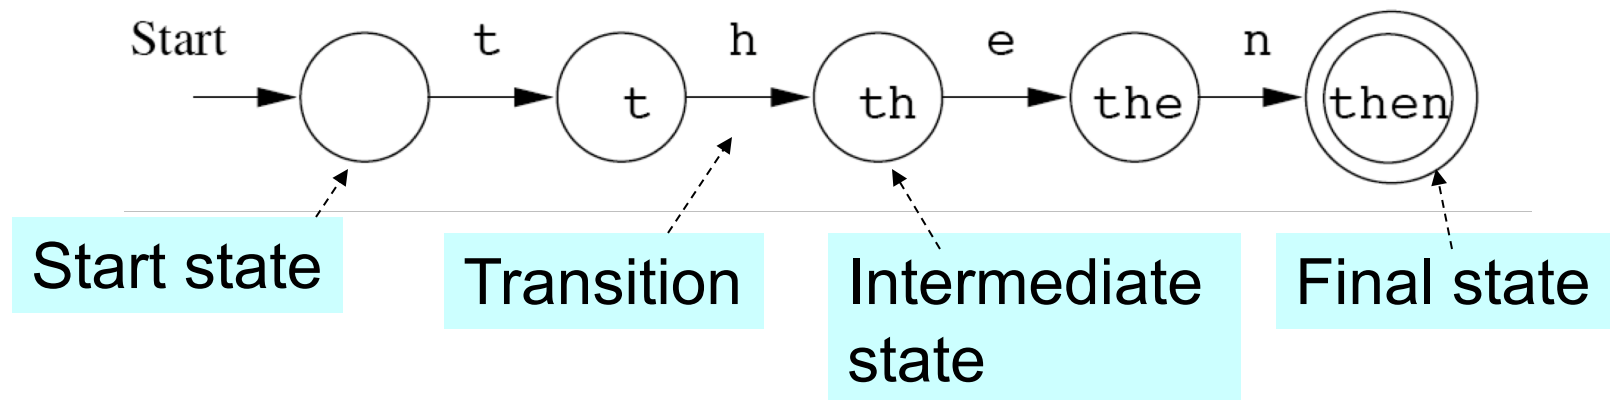 Start t h e n
t th the then
Start state
Transition
Intermediate
state
Final state